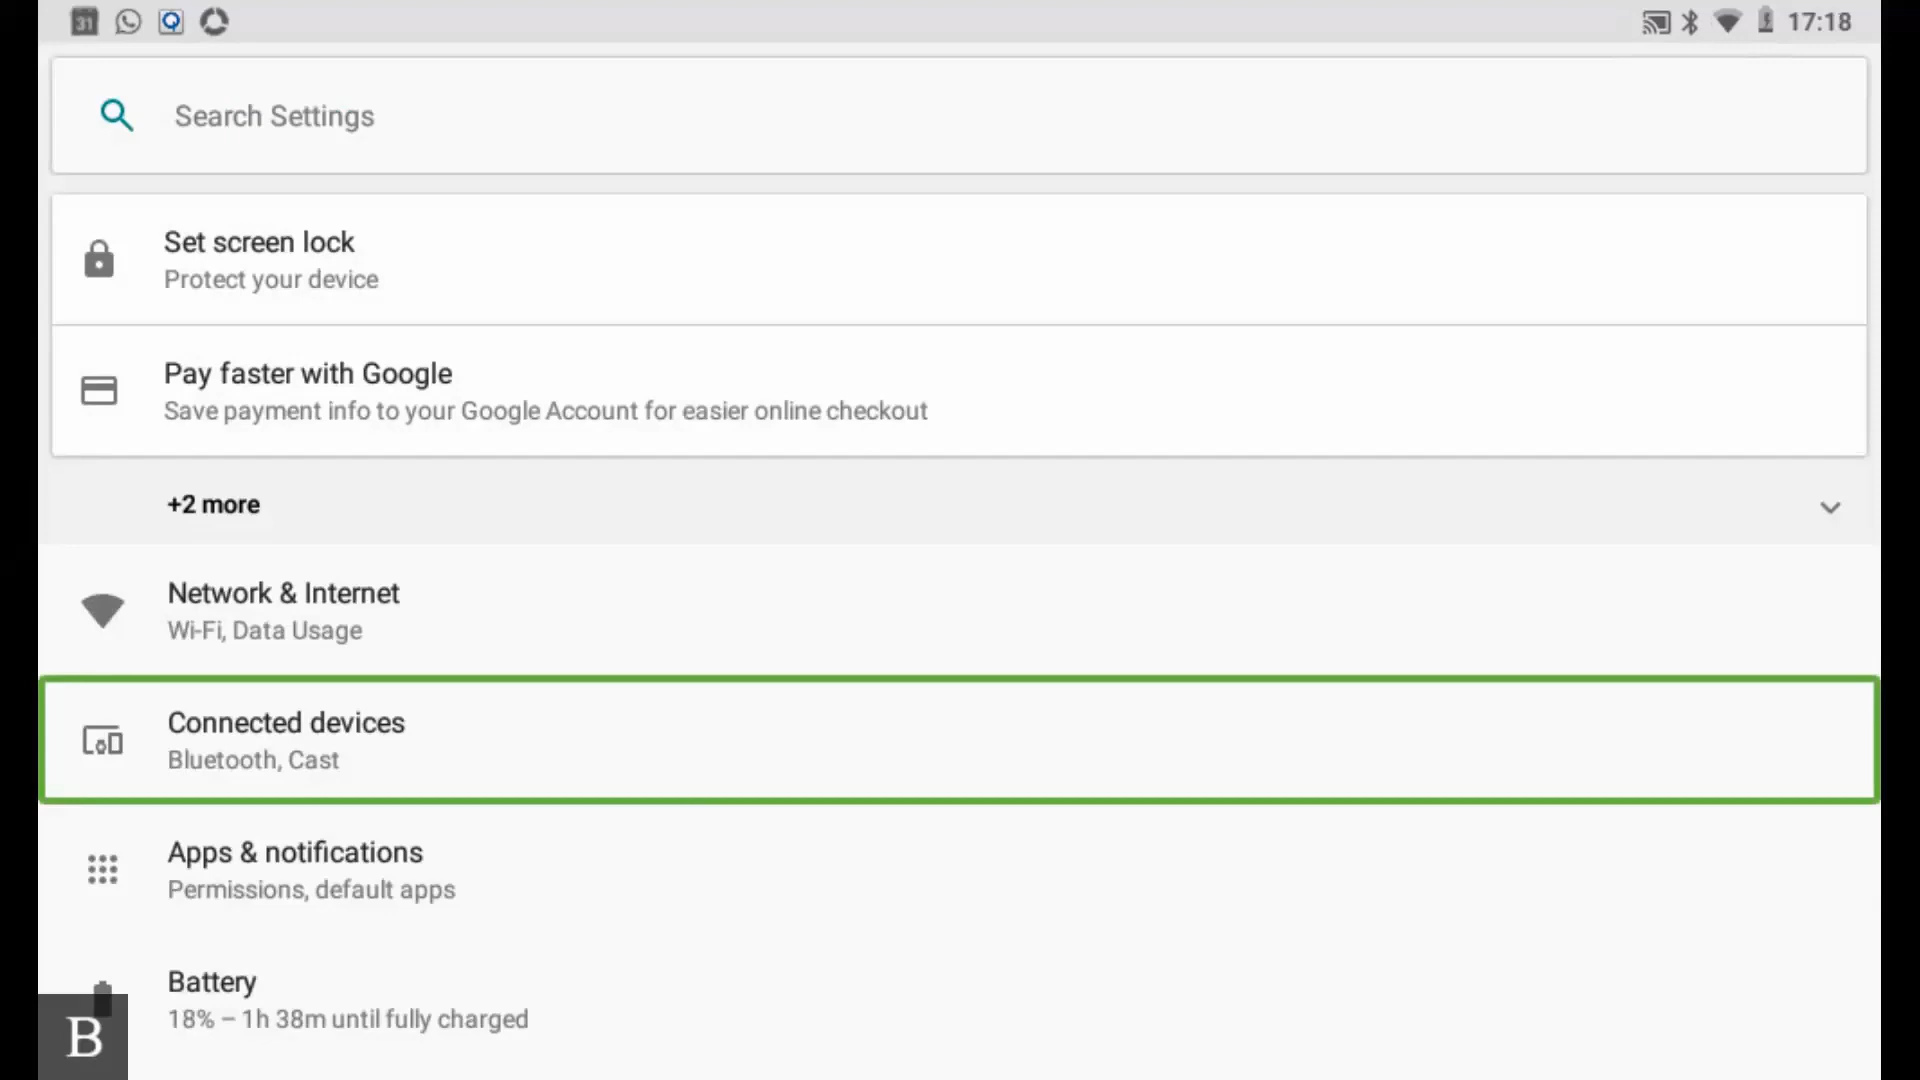 31 17:18
Search Settings
Set screen lock
Protect your device
Pay faster with Google
Save payment info to your Google Account for easier online checkout
+2 more
Network & Internet
Wi-Fi, Data Usage
Connected devices
Bluetooth, Cast
Apps & notifications
Permissions, default apps
Battery
18% – 1h 38m until fully charged
B